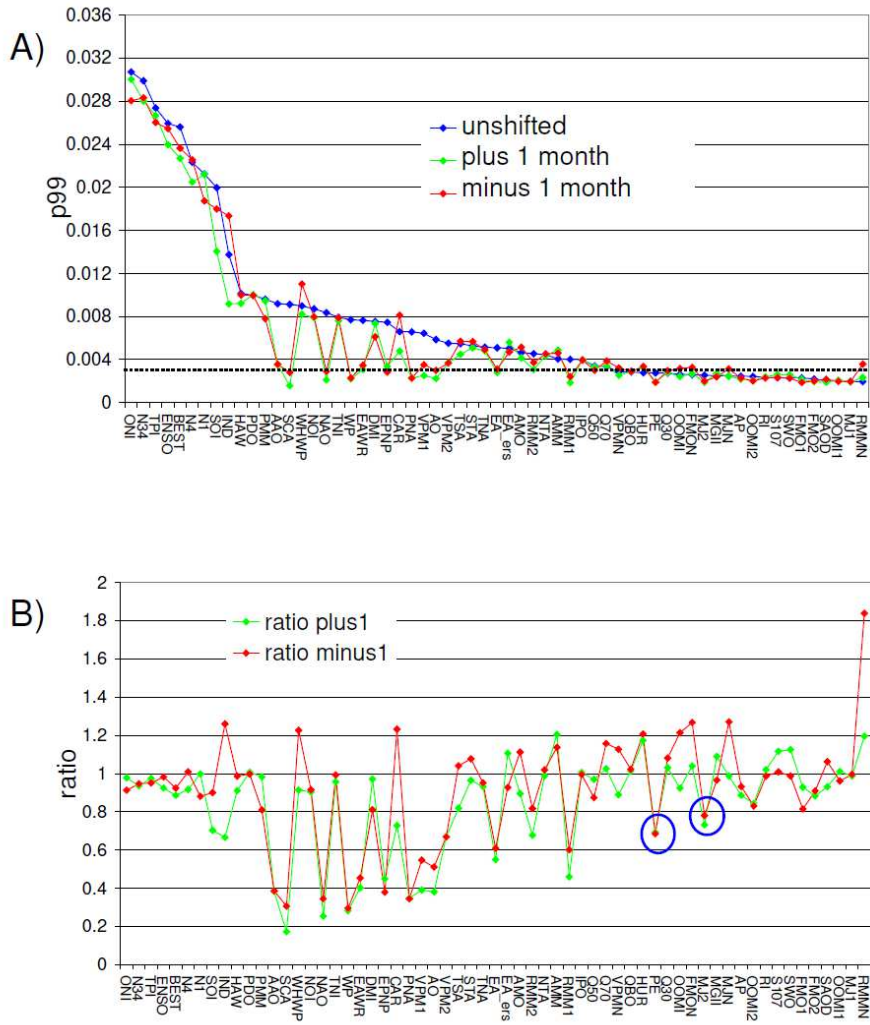 A)
0.036
0.032
0.028
0.024
0.02
0.016
0.012
0.008
0.004
0
p99
unshifted
plus 1 month
minus 1 month
ONI
N34
TPI
ENSO
BEST
N4
N1
SOI
IND
HAW
PDO
PMM
AAO
SCA
WHWP
NOI
NAO
TNI
WP
EAWR
DMI
EPNP
CAR
PNA
VPM1
AO
VPM2
TSA
STA
TNA
EA
EA_ers
AMO
RMM2
NTA
AMM
RMM1
IPO
Q50
Q70
VPMN
QBO
HUR
PE
Q30
OOMI
FMON
MJ2
MGII
MJN
AP
OOMI2
RI
S107
SWO
FMO1
FMO2
SAOD
OOMI1
MJ1
RMMN
B)
2
1.8
1.6
1.4
1.2
1
0.8
0.6
0.4
0.2
0
ratio
ratio plus1
ratio minus1
ONI
N34
TPI
ENSO
BEST
N4
N1
SOI
IND
HAW
PDO
PMM
AAO
SCA
WHWP
NOI
NAO
TNI
WP
EAWR
DMI
EPNP
CAR
PNA
VPM1
AO
VPM2
TSA
STA
TNA
EA
EA_ers
AMO
RMM2
NTA
AMM
RMM1
IPO
Q50
Q70
VPMN
QBO
HUR
PE
Q30
OOMI
FMON
MJ2
MGII
MJN
AP
OOMI2
RI
S107
SWO
FMO1
FMO2
SAOD
OOMI1
MJ1
RMMN